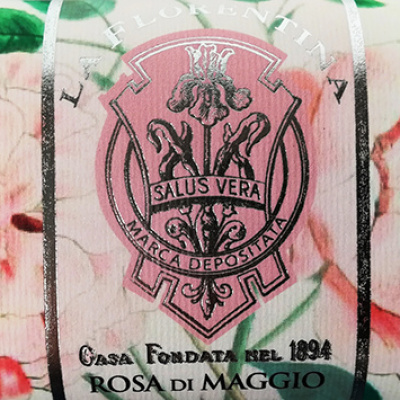 LA FLORENTINA
SALUS VERA
MARCA DEPOSITATA
CASA FONDATA NEL 1894
ROSA DI MAGGIO